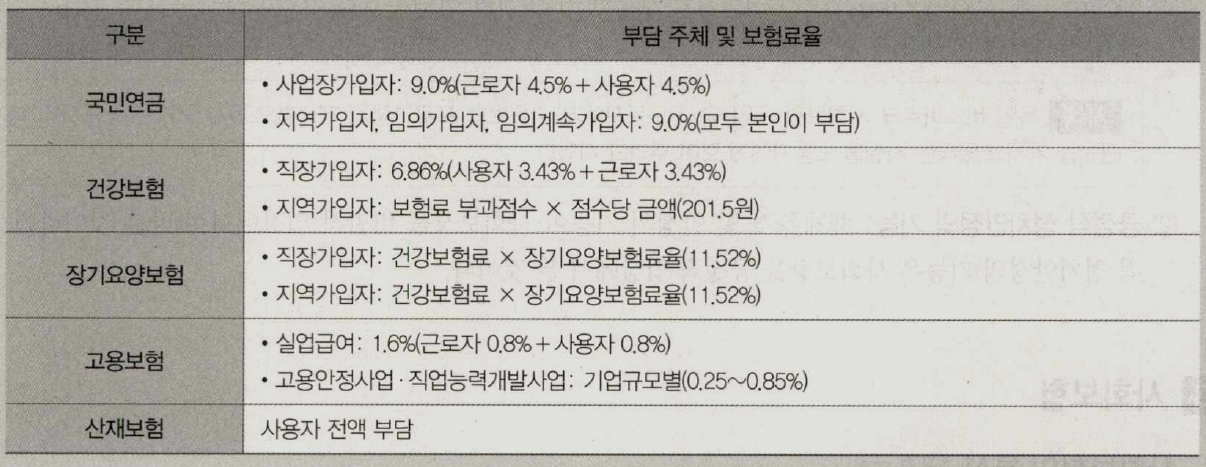 구분
부담 주체 및 보험료율
국민연금
• 사업장가입자: 9.0%(근로자 4.5% + 사용자 4.5%)
• 지역가입자, 임의가입자, 임의계속가입자: 9.0%(모두 본인이 부담)
건강보험
• 직장가입자: 6.86%(사용자 3.43% + 근로자 3.43%)
• 지역가입자: 보험료 부과점수 × 점수당 금액(201.5원)
장기요양보험
• 직장가입자: 건강보험료 × 장기요양보험료율(11.52%)
• 지역가입자: 건강보험료 × 장기요양보험료율(11.52%)
고용보험
• 실업급여: 1.6%(근로자 0.8% + 사용자 0.8%)
• 고용안정사업·직업능력개발사업: 기업규모별(0.25~0.85%)
산재보험
사용자 전액 부담